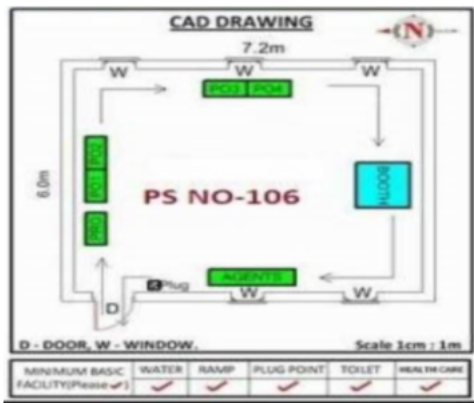 CAD DRAWING
N
7.2m
W W W
PO3 PO4
6.0m
PO2
PO1
PRO
PS NO-106
BOOTH
Plug
AGENTS
D
W W
D - DOOR, W - WINDOW. Scale 1cm : 1m
MINIMUM BASIC FACILITY(Please ✓) WATER RAMP PLUG POINT TOILET HEALTH CARE
✓ ✓ ✓ ✓ ✓